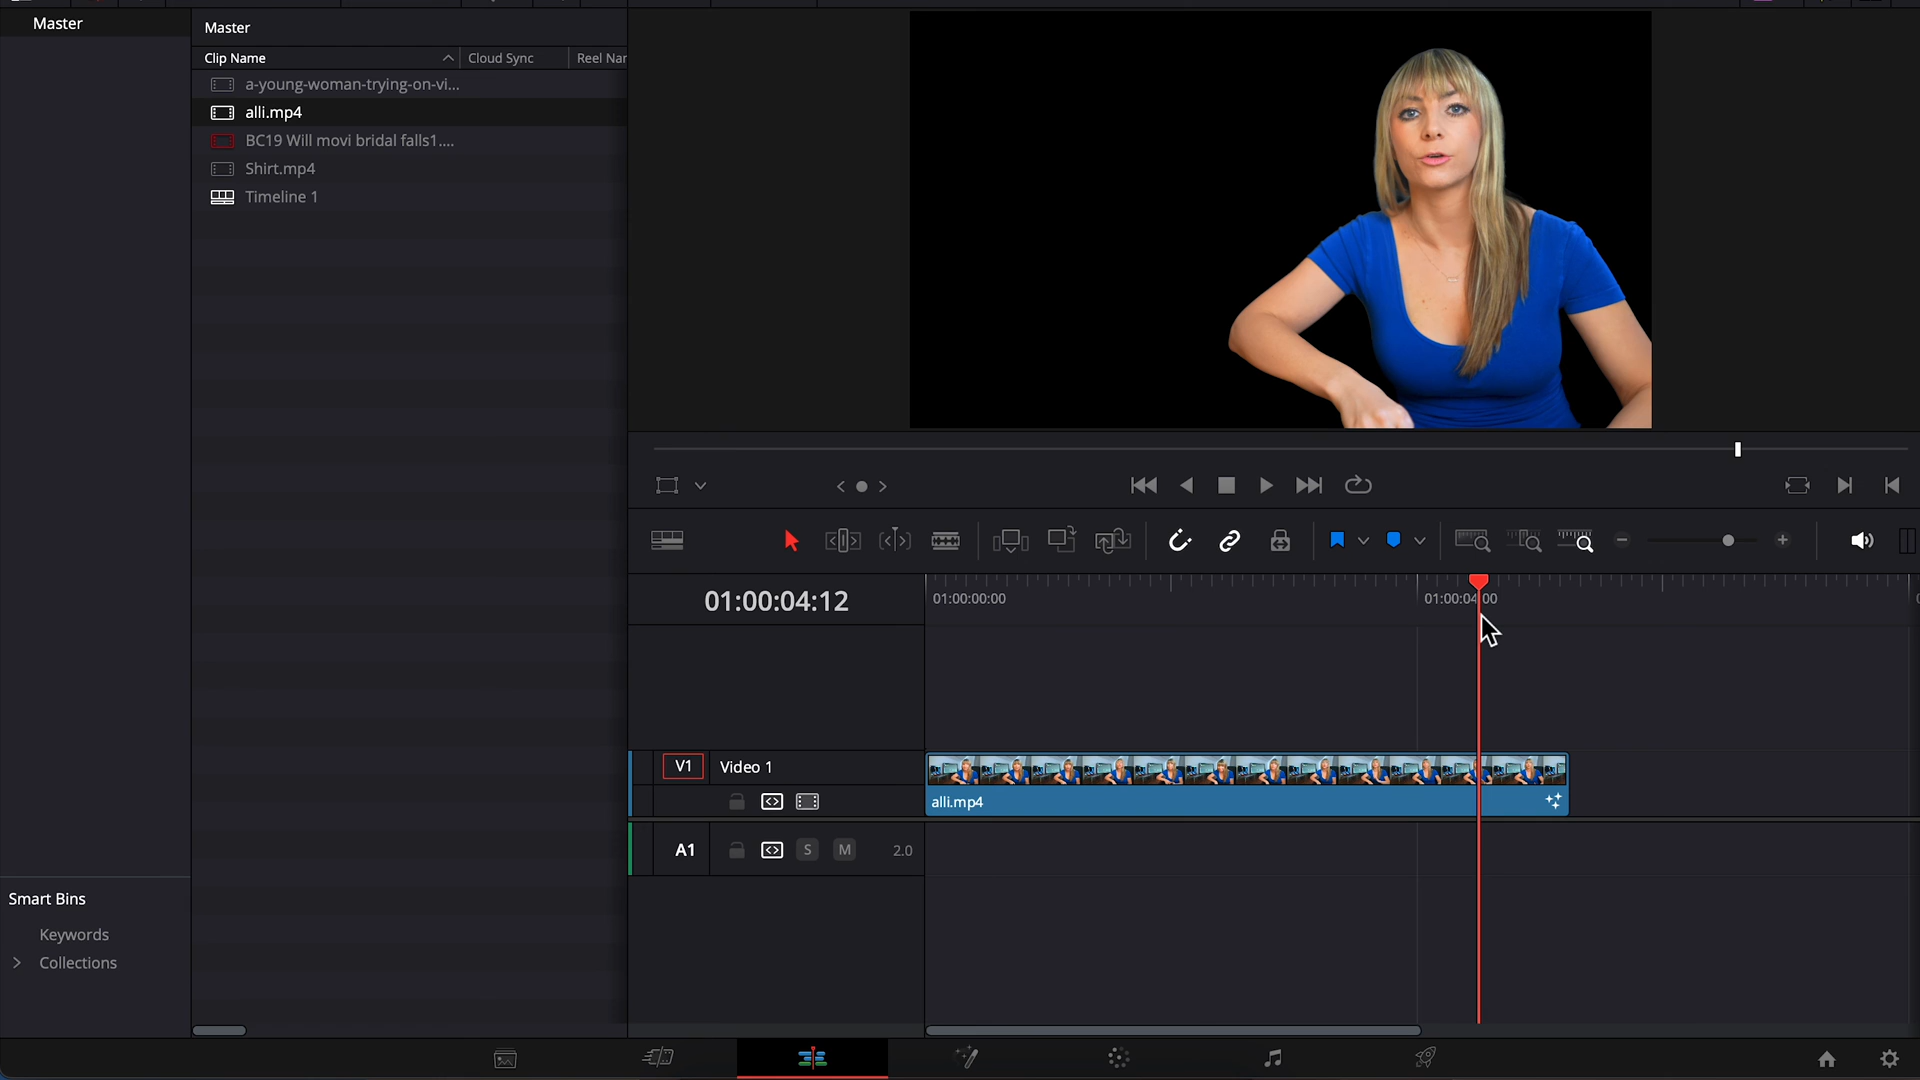 Master
Master
Clip Name
Cloud Sync
Reel Nar
a-young-woman-trying-on-vi...
alli.mp4
BC19 Will movi bridal falls1....
Shirt.mp4
Timeline 1
01:00:04:12
01:00:00:00
01:00:04:00
V1
Video 1
alli.mp4
A1
S
M
2.0
Smart Bins
Keywords
Collections